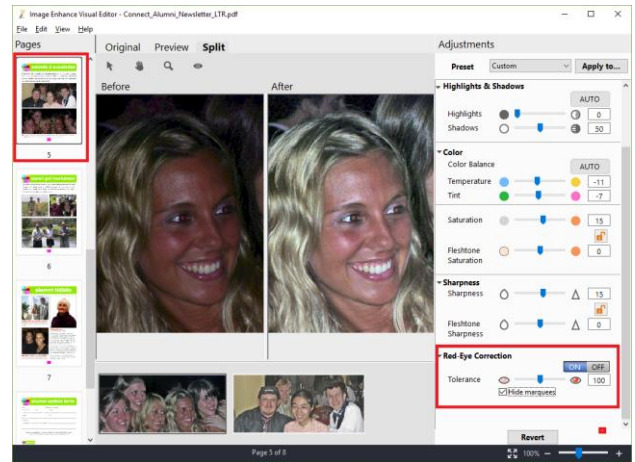 Image Enhance Visual Editor - Connect_Alumni_Newsletter_LTR.pdf
File Edit View Help
Pages
Original Preview Split
Adjustments
Preset Custom Apply to...
Before After
Highlights & Shadows
AUTO
Highlights 0
Shadows 50
5
Color
Color Balance AUTO
Temperature -11
Tint -7
6
Saturation 15
Fleshtone
Saturation 0
Sharpness
Sharpness 15
Fleshtone
Sharpness 0
7
Red-Eye Correction
ON OFF
Tolerance 100
Hide marquees
Revert
Page 5 of 8
100%